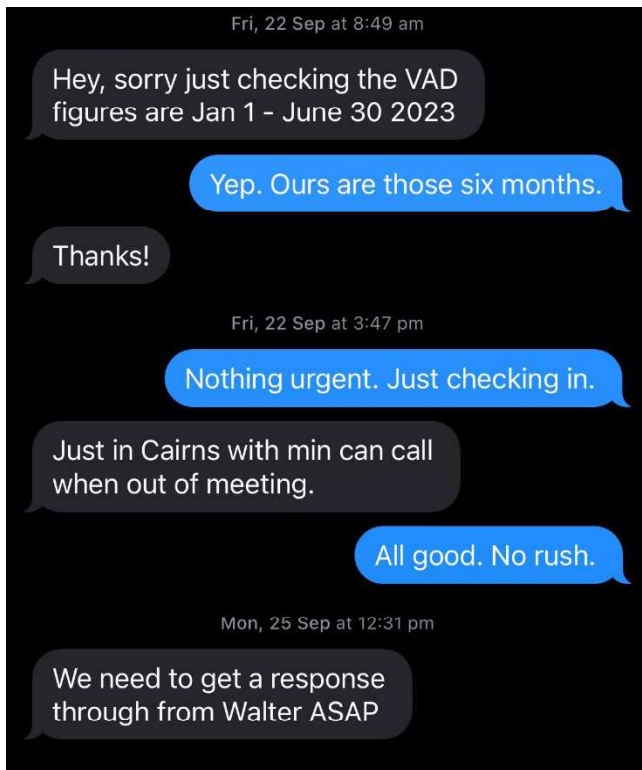 Fri, 22 Sep at 8:49 am
Hey, sorry just checking the VAD
figures are Jan 1 - June 30 2023
Yep. Ours are those six months.
Thanks!
Fri, 22 Sep at 3:47 pm
Nothing urgent. Just checking in.
Just in Cairns with min can call
when out of meeting.
All good. No rush.
Mon, 25 Sep at 12:31 pm
We need to get a response
through from Walter ASAP